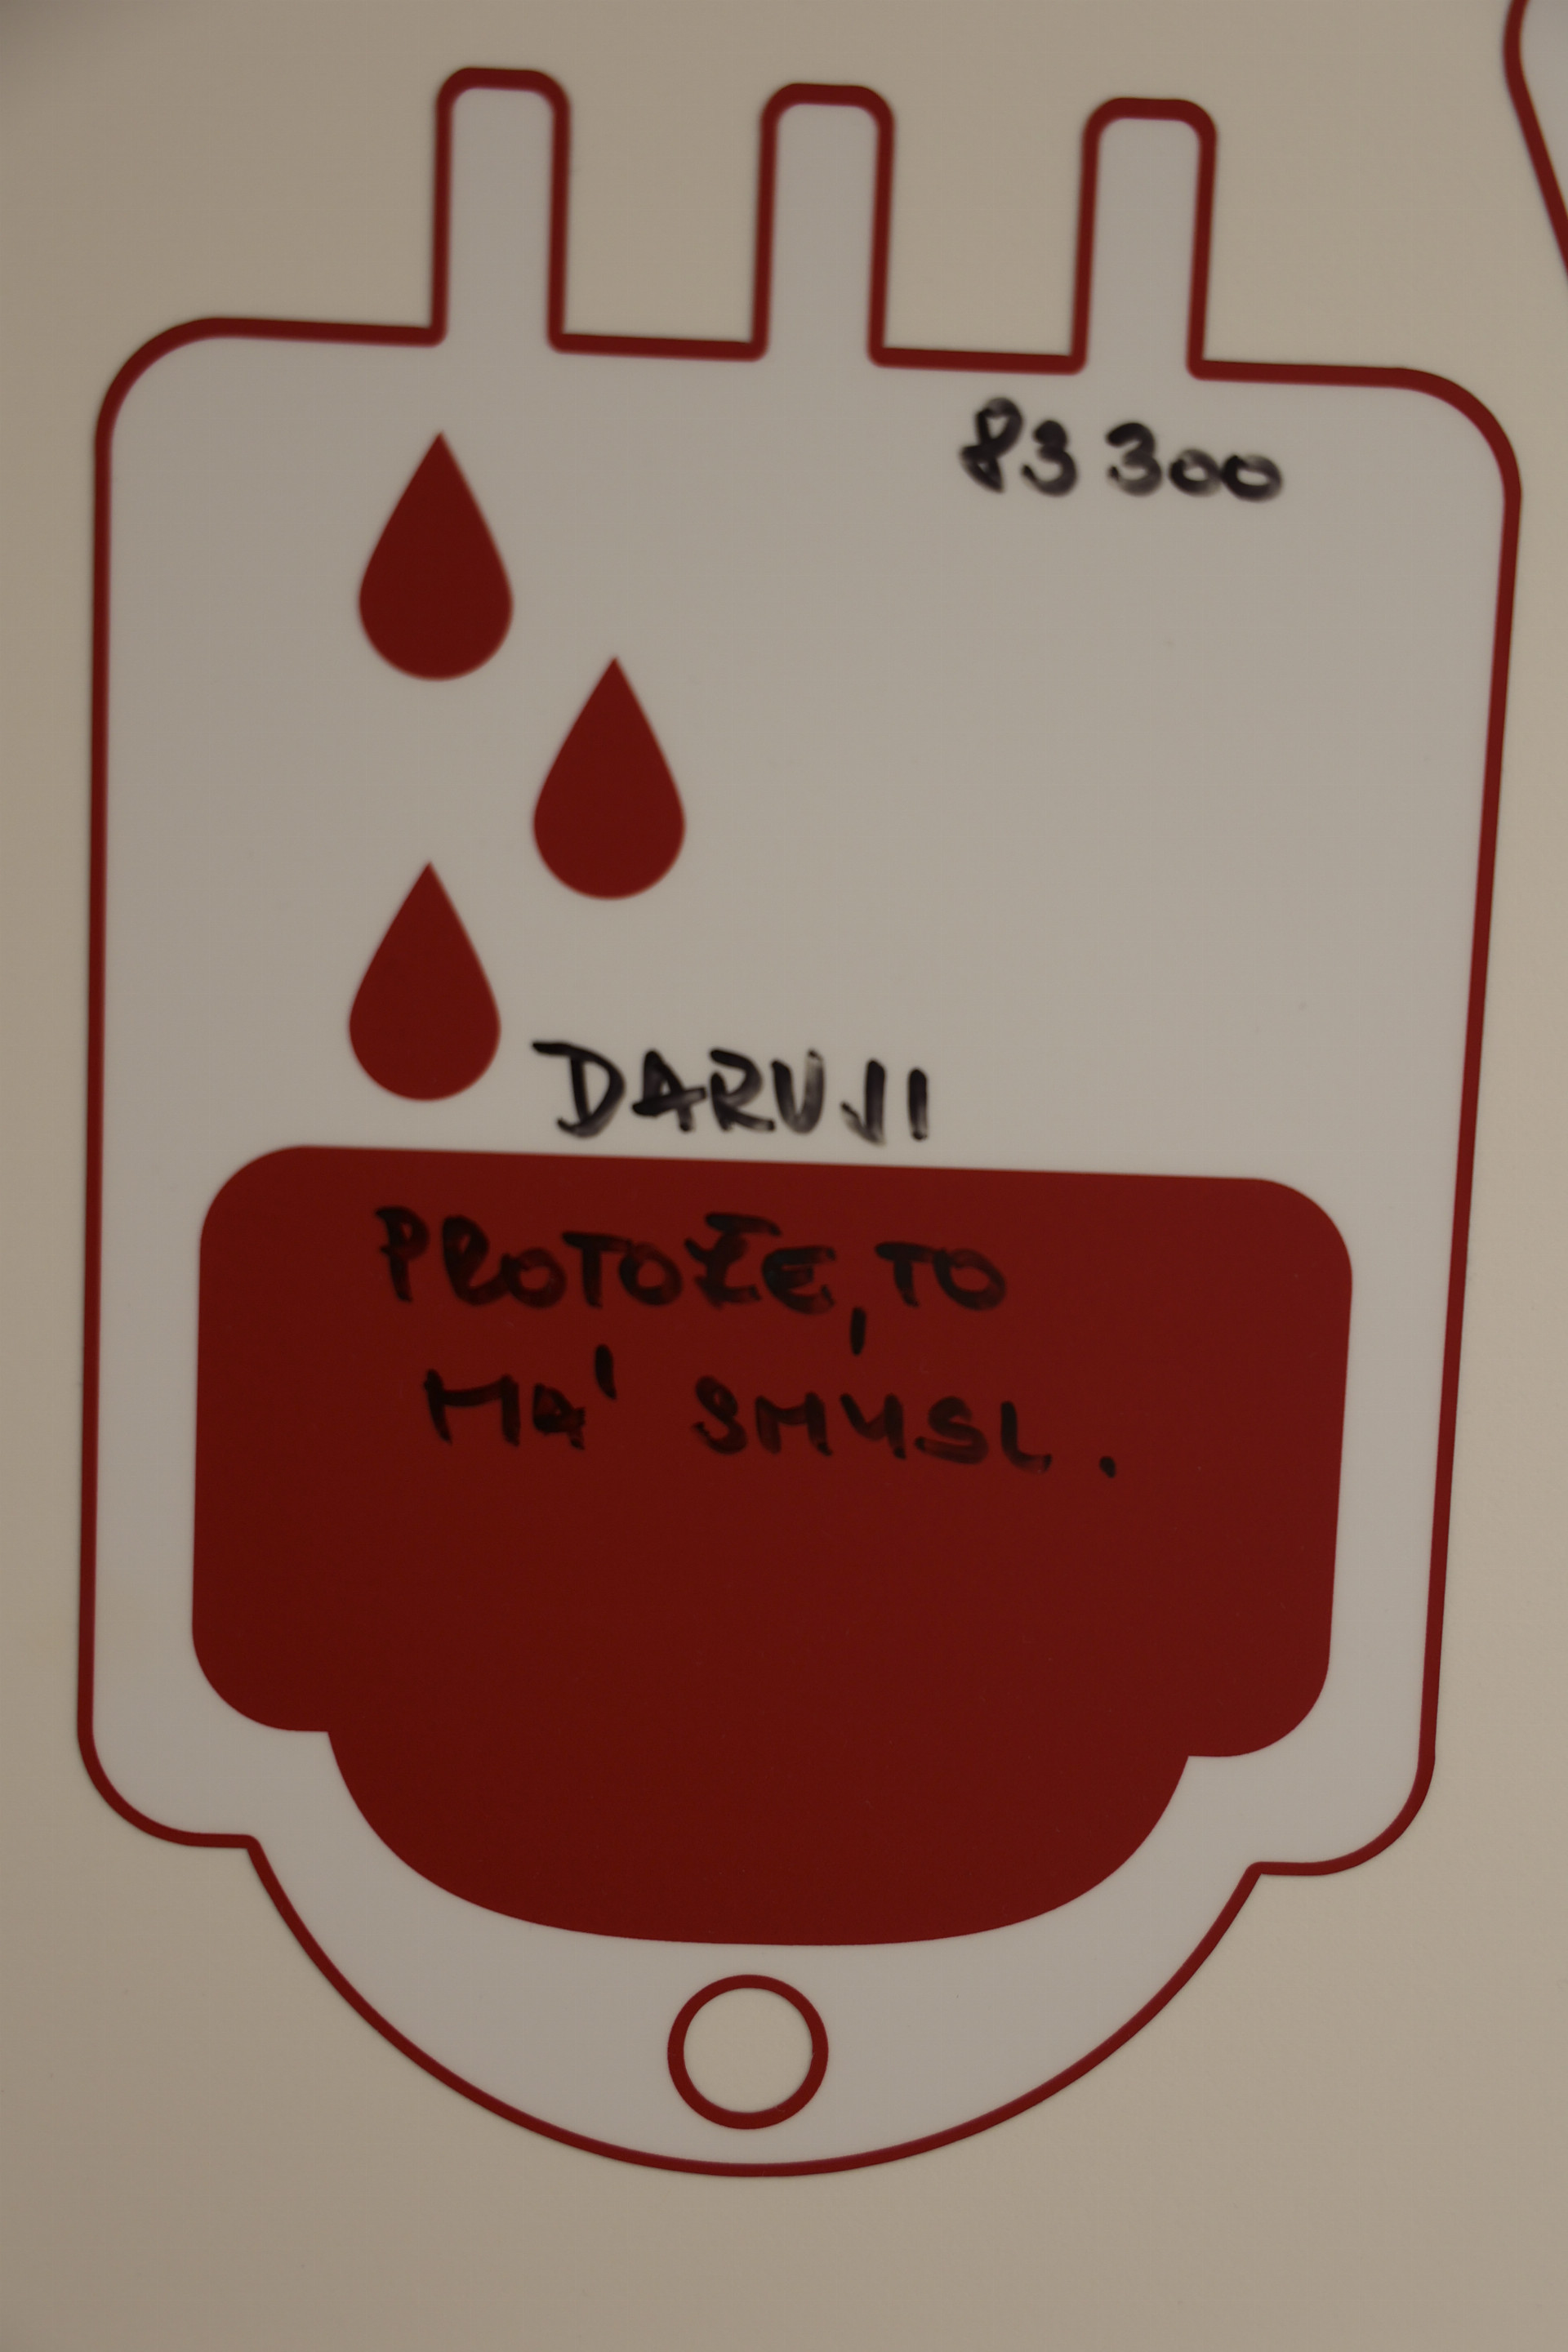 83 300
DARUJI
PROTOŽE, TO
MÁ SMYSL.